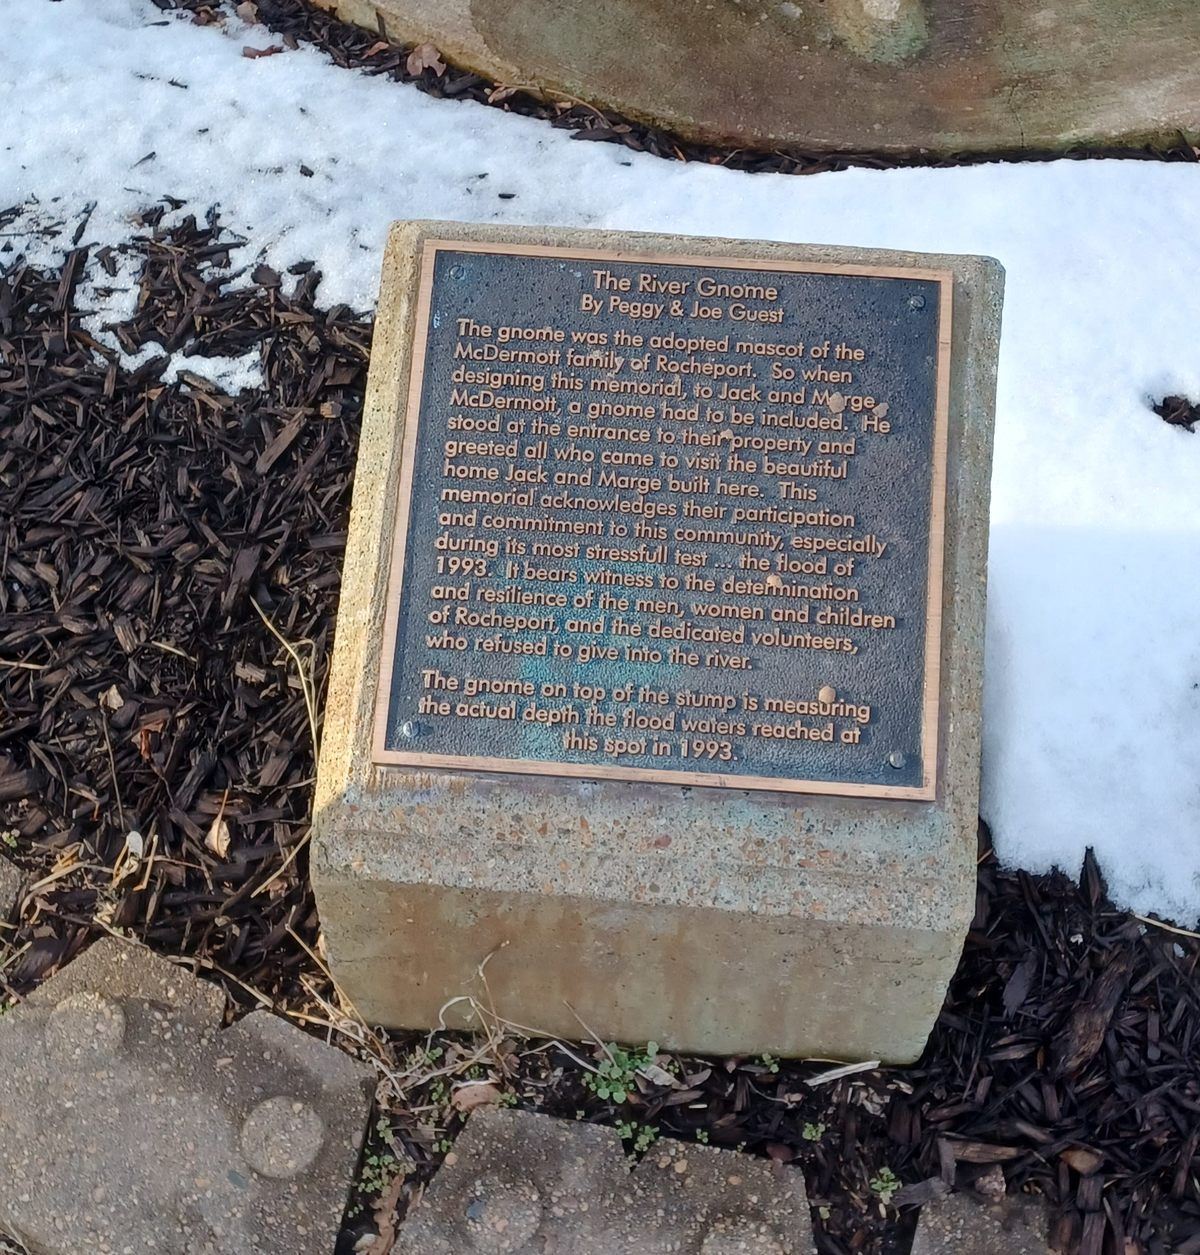 The River Gnome
By Peggy & Joe Guest
The gnome was the adopted mascot of the
McDermott family of Rocheport. So when
designing this memorial, to Jack and Marge
McDermott, a gnome had to be included. He
stood at the entrance to their property and
greeted all who came to visit the beautiful
home Jack and Marge built here. This
memorial acknowledges their participation
and commitment to this community, especially
during its most stressfull test ... the flood of
1993. It bears witness to the determination
and resilience of the men, women and children
of Rocheport, and the dedicated volunteers,
who refused to give into the river.
The gnome on top of the stump is measuring
the actual depth the flood waters reached at
this spot in 1993.